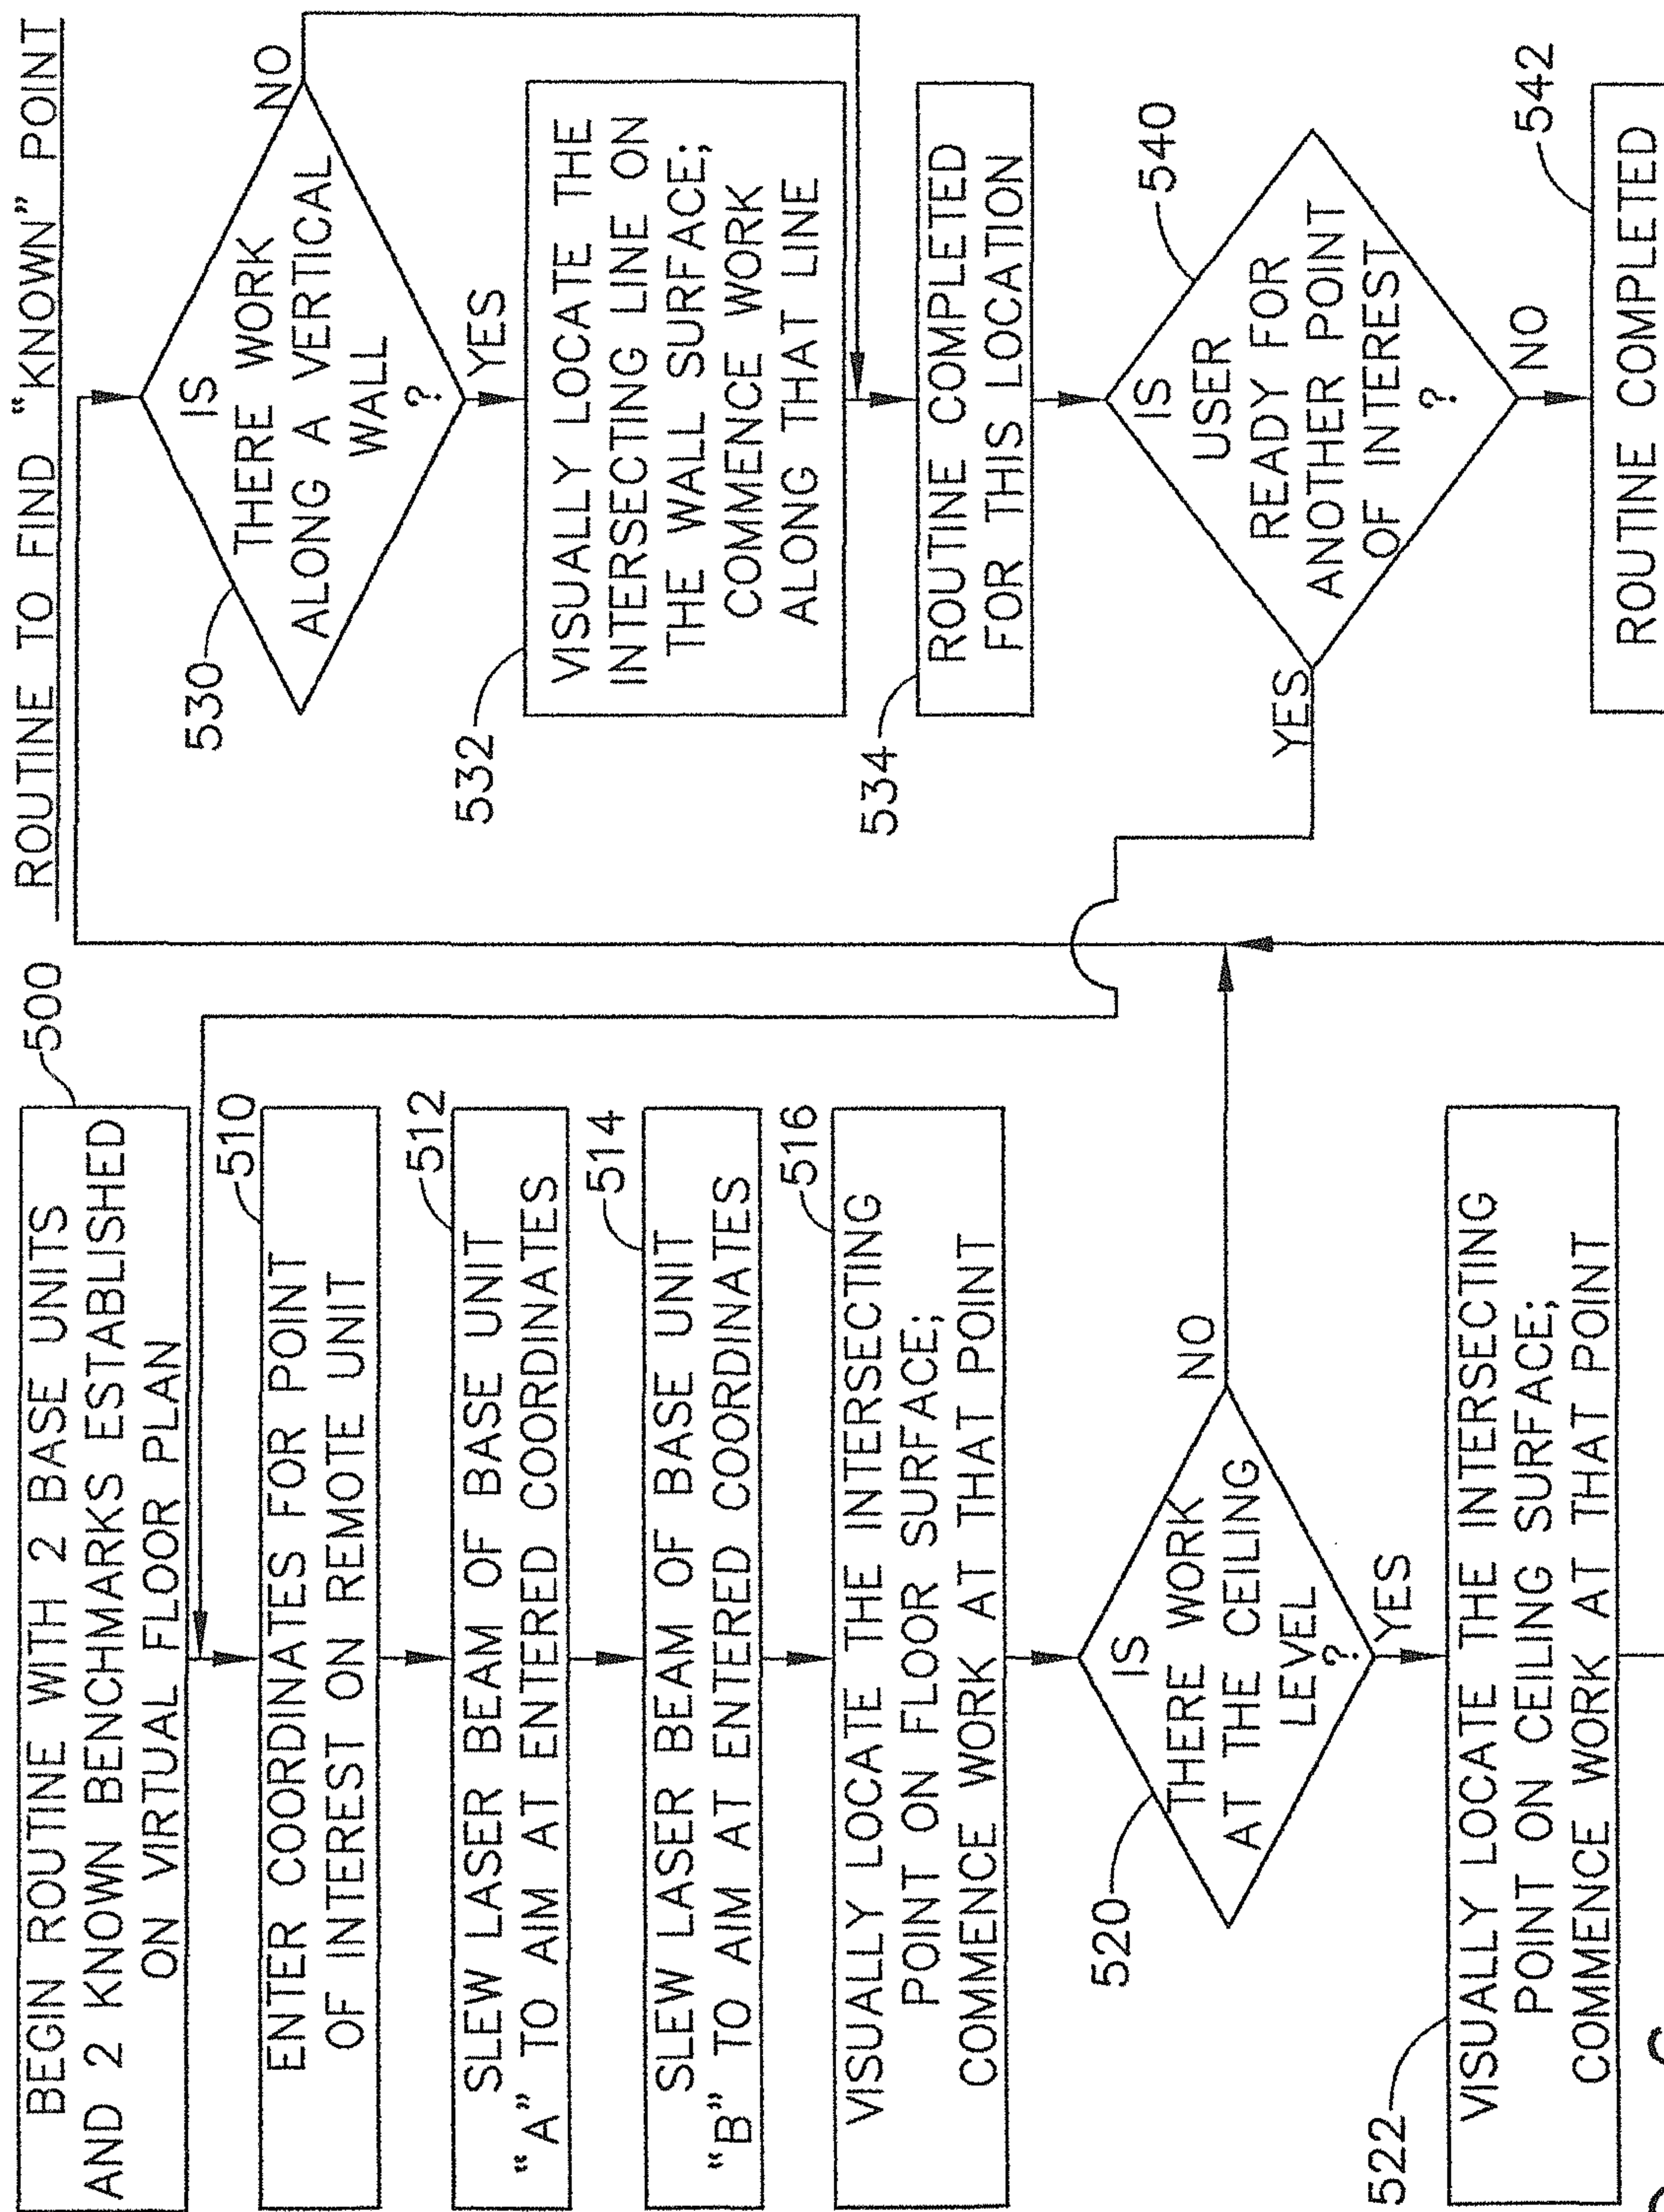 ROUTINE TO FIND “KNOWN” POINT
500
BEGIN ROUTINE WITH 2 BASE UNITS
AND 2 KNOWN BENCHMARKS ESTABLISHED
ON VIRTUAL FLOOR PLAN
510
ENTER COORDINATES FOR POINT
OF INTEREST ON REMOTE UNIT
512
SLEW LASER BEAM OF BASE UNIT
“A” TO AIM AT ENTERED COORDINATES
514
SLEW LASER BEAM OF BASE UNIT
“B” TO AIM AT ENTERED COORDINATES
516
VISUALLY LOCATE THE INTERSECTING
POINT ON FLOOR SURFACE;
COMMENCE WORK AT THAT POINT
520
IS
THERE WORK
AT THE CEILING
LEVEL
?
NO
YES
522
VISUALLY LOCATE THE INTERSECTING
POINT ON CEILING SURFACE;
COMMENCE WORK AT THAT POINT
530
IS
THERE WORK
ALONG A VERTICAL
WALL
?
NO
YES
532
VISUALLY LOCATE THE
INTERSECTING LINE ON
THE WALL SURFACE;
COMMENCE WORK
ALONG THAT LINE
534
ROUTINE COMPLETED
FOR THIS LOCATION
540
IS
USER
READY FOR
ANOTHER POINT
OF INTEREST
?
YES
NO
542
ROUTINE COMPLETED